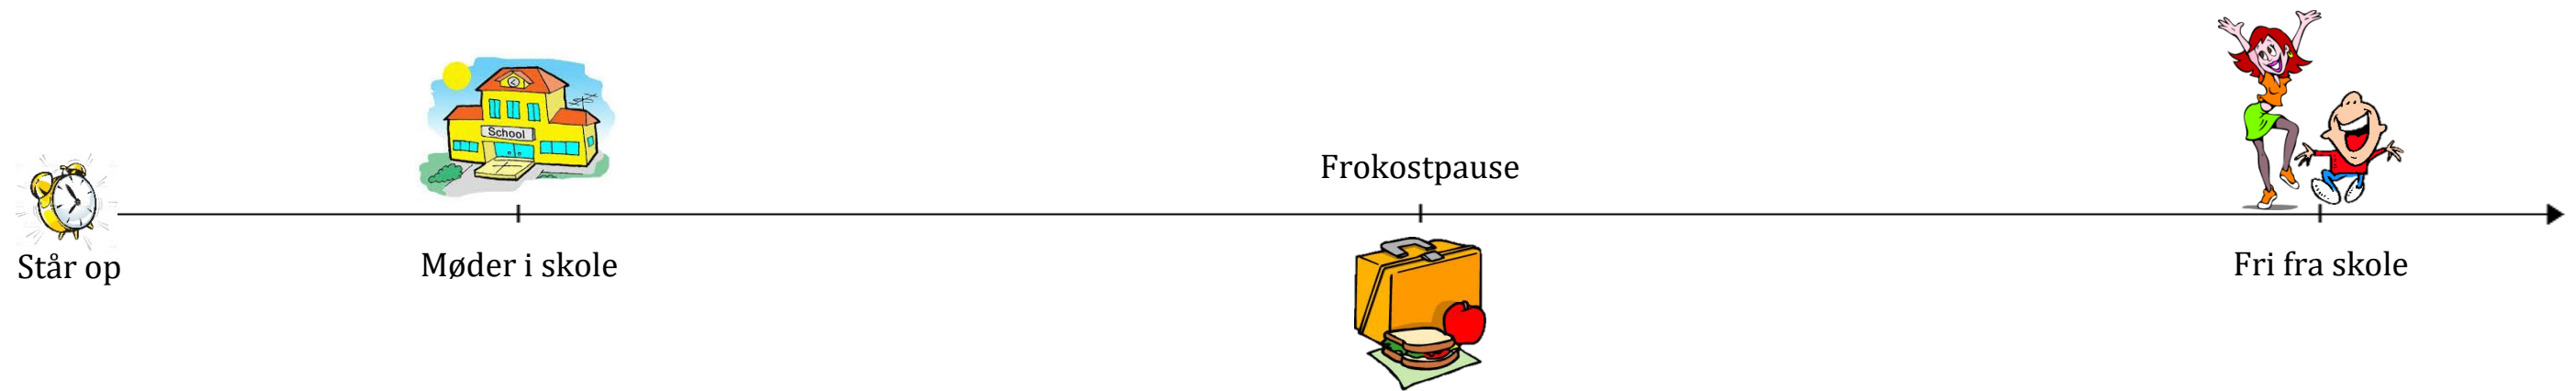 School
Frokostpause
Står op
Møder i skole
Fri fra skole